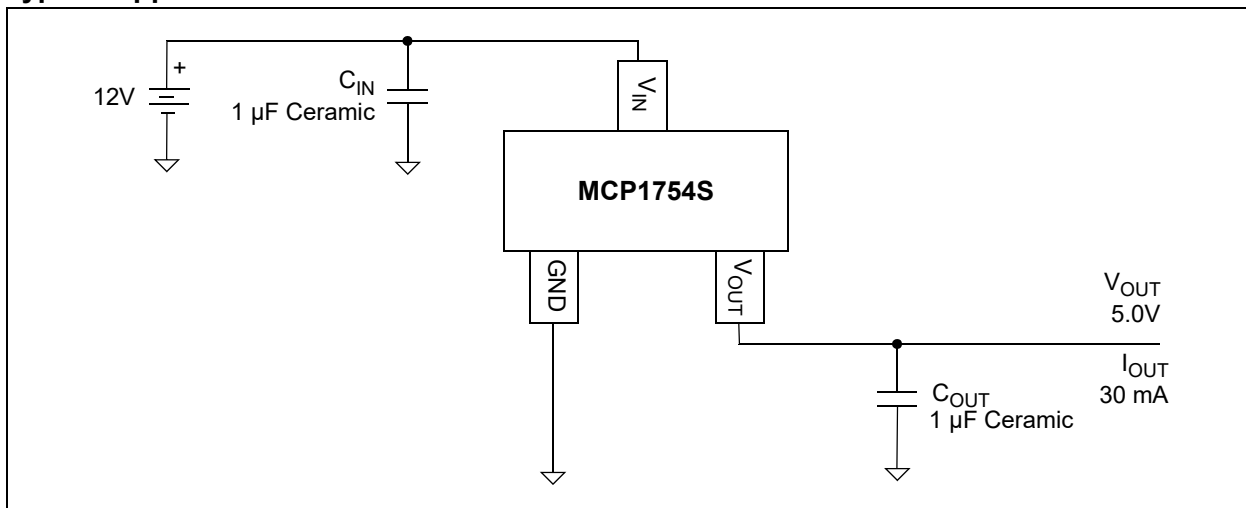 12V
+
C_IN
1 µF Ceramic
V_IN
MCP1754S
GND
V_OUT
V_OUT
5.0V
I_OUT
30 mA
C_OUT
1 µF Ceramic